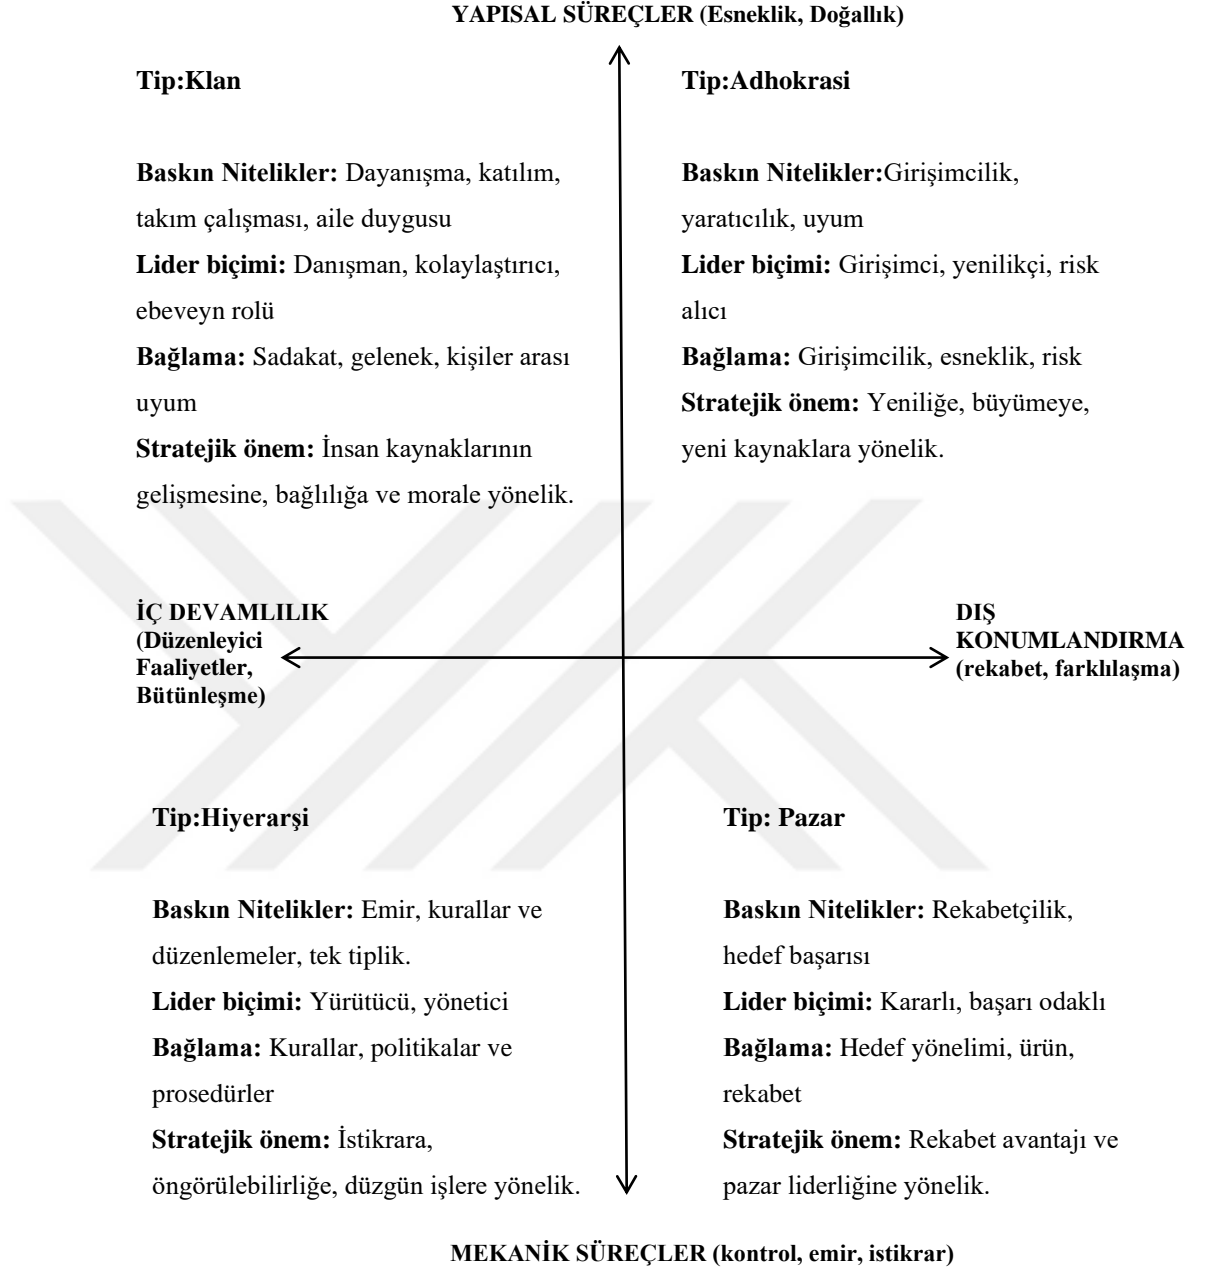 YAPISAL SÜREÇLER (Esneklik, Doğallık)
Tip:Klan
Baskın Nitelikler: Dayanışma, katılım,
takım çalışması, aile duygusu
Lider biçimi: Danışman, kolaylaştırıcı,
ebeveyn rolü
Bağlama: Sadakat, gelenek, kişiler arası
uyum
Stratejik önem: İnsan kaynaklarının
gelişmesine, bağlılığa ve morale yönelik.
Tip:Adhokrasi
Baskın Nitelikler:Girişimcilik,
yaratıcılık, uyum
Lider biçimi: Girişimci, yenilikçi, risk
alıcı
Bağlama: Girişimcilik, esneklik, risk
Stratejik önem: Yeniliğe, büyümeye,
yeni kaynaklara yönelik.
İÇ DEVAMLILIK
(Düzenleyici
Faaliyetler,
Bütünleşme)
DIŞ
KONUMLANDIRMA
(rekabet, farklılaşma)
Tip:Hiyerarşi
Baskın Nitelikler: Emir, kurallar ve
düzenlemeler, tek tiplik.
Lider biçimi: Yürütücü, yönetici
Bağlama: Kurallar, politikalar ve
prosedürler
Stratejik önem: İstikrara,
öngörülebilirliğe, düzgün işlere yönelik.
Tip: Pazar
Baskın Nitelikler: Rekabetçilik,
hedef başarısı
Lider biçimi: Kararlı, başarı odaklı
Bağlama: Hedef yönelimi, ürün,
rekabet
Stratejik önem: Rekabet avantajı ve
pazar liderliğine yönelik.
MEKANİK SÜREÇLER (kontrol, emir, istikrar)